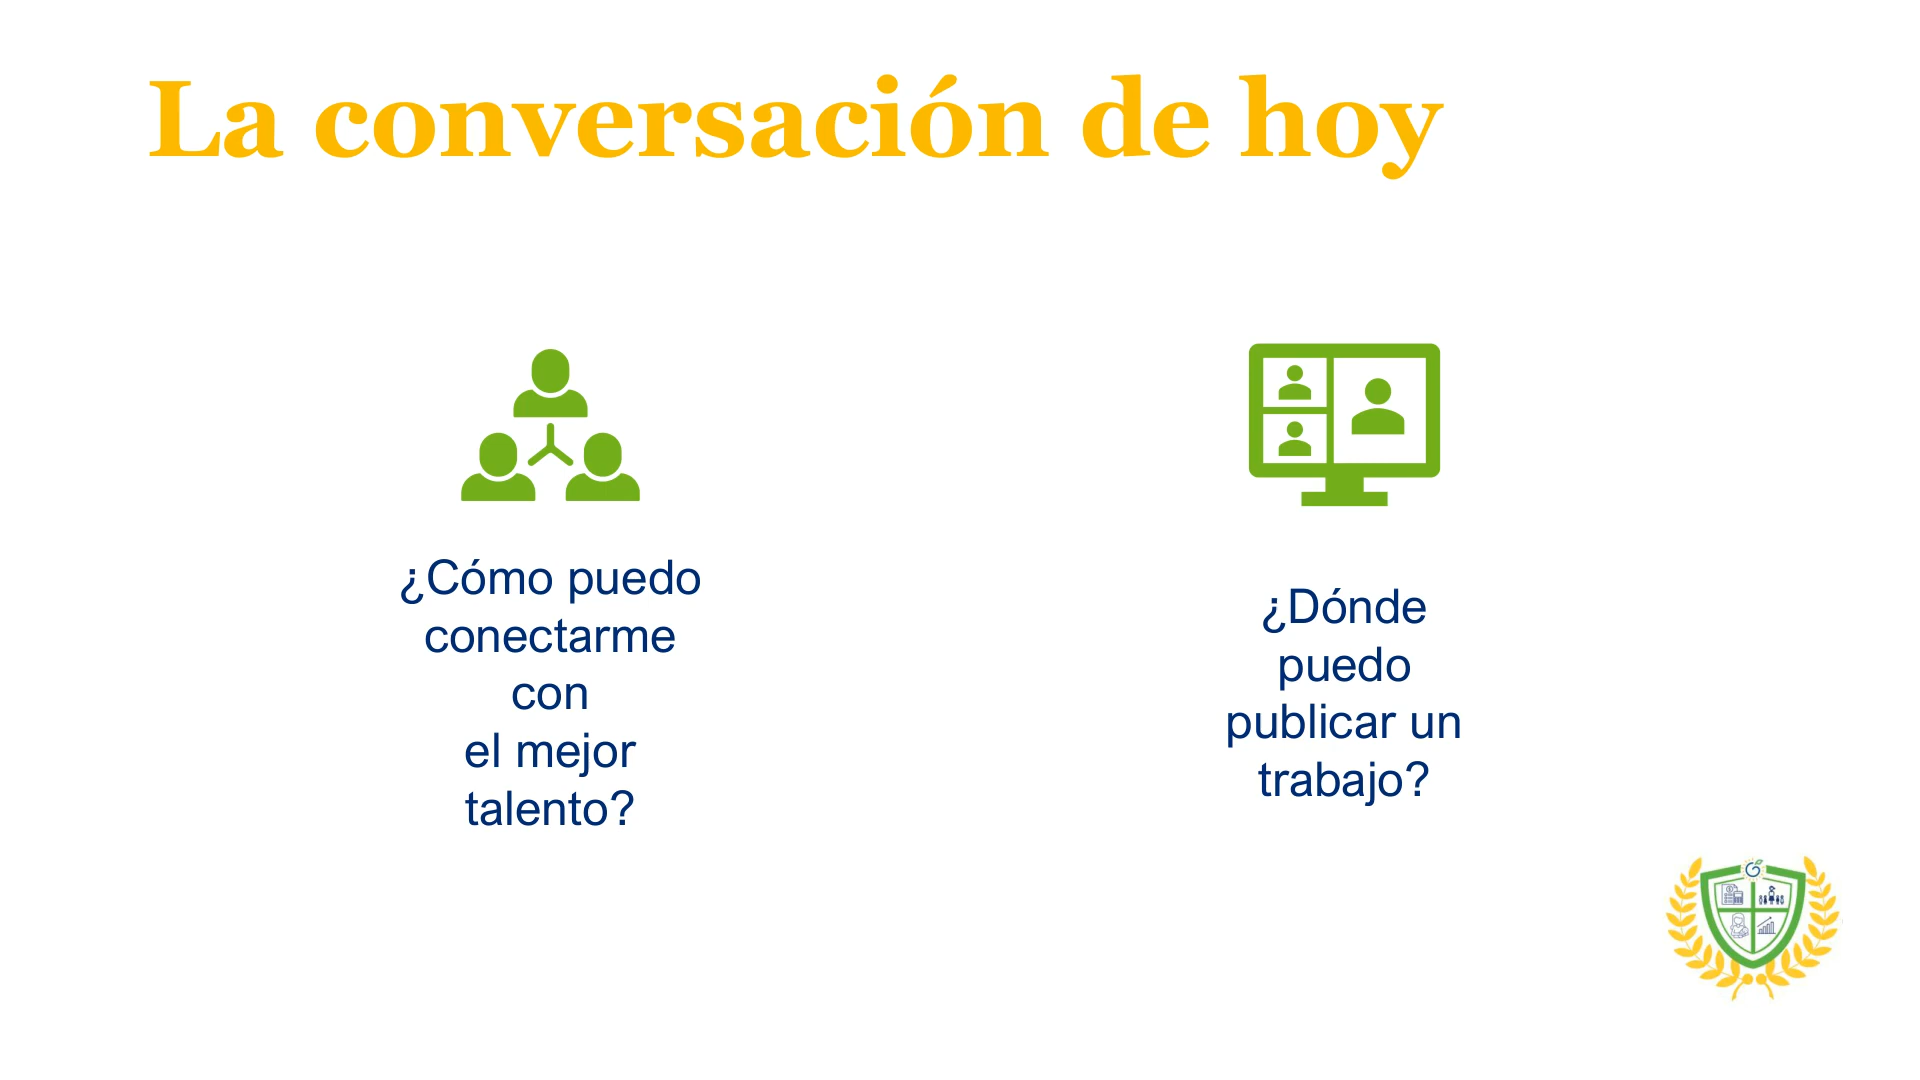 La conversación de hoy
¿Cómo puedo
conectarme
con
el mejor
talento?
¿Dónde
puedo
publicar un
trabajo?